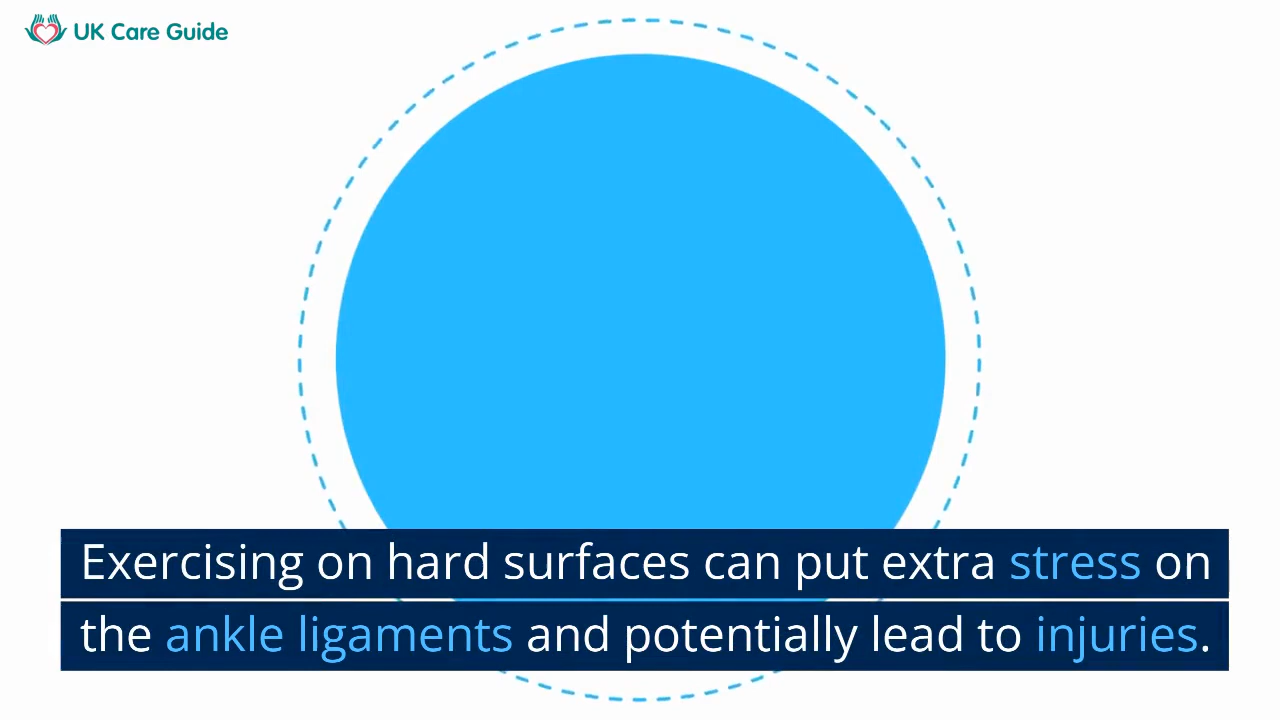 UK Care Guide
Exercising on hard surfaces can put extra stress on
the ankle ligaments and potentially lead to injuries.